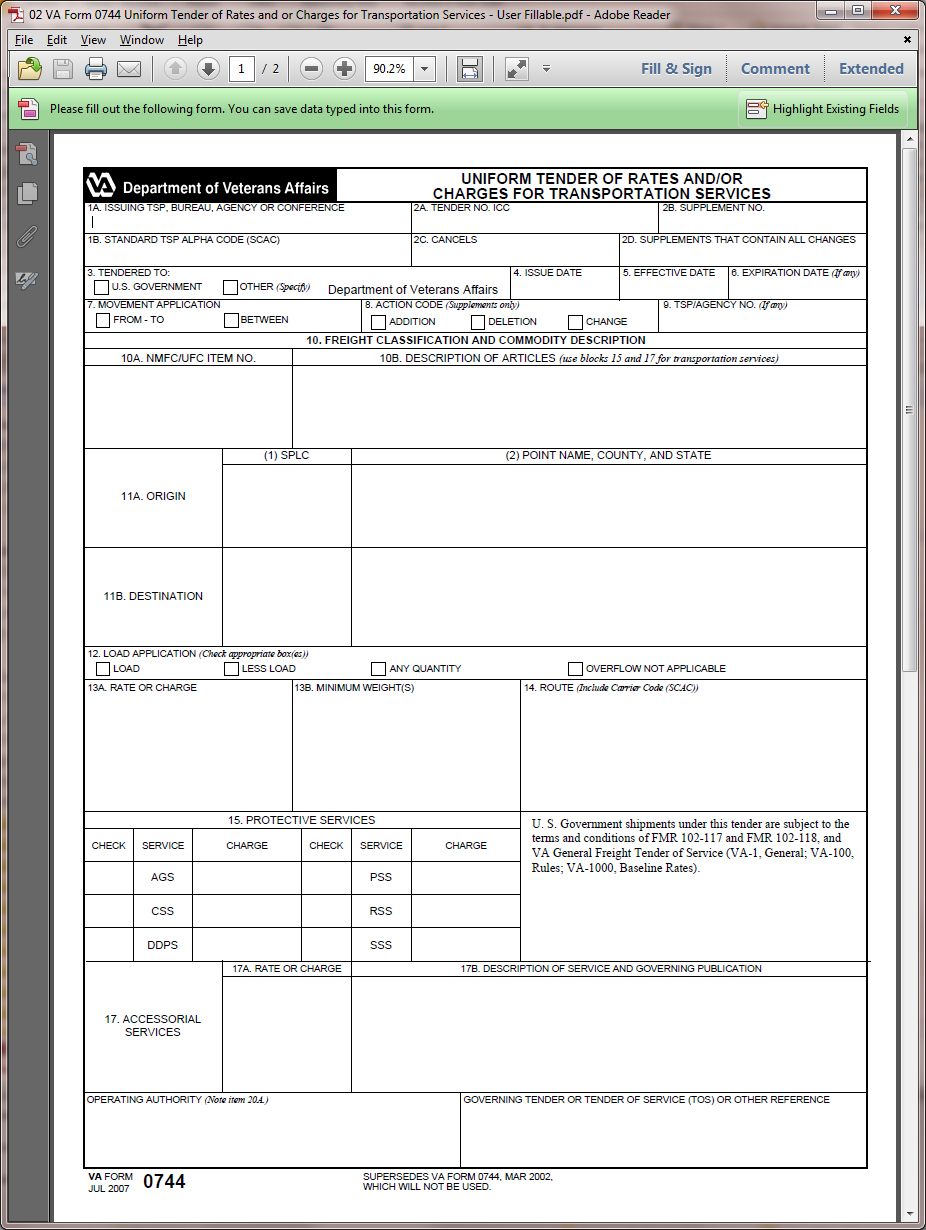 02 VA Form 0744 Uniform Tender of Rates and or Charges for Transportation Services - User Fillable.pdf - Adobe Reader
File Edit View Window Help
1 / 2 90.2% Fill & Sign Comment Extended
Please fill out the following form. You can save data typed into this form. Highlight Existing Fields
VA Department of Veterans Affairs
UNIFORM TENDER OF RATES AND/OR
CHARGES FOR TRANSPORTATION SERVICES
1A. ISSUING TSP, BUREAU, AGENCY OR CONFERENCE 2A. TENDER NO. ICC 2B. SUPPLEMENT NO.
1B. STANDARD TSP ALPHA CODE (SCAC) 2C. CANCELS 2D. SUPPLEMENTS THAT CONTAIN ALL CHANGES
3. TENDERED TO: 4. ISSUE DATE 5. EFFECTIVE DATE 6. EXPIRATION DATE (If any)
U.S. GOVERNMENT OTHER (Specify) Department of Veterans Affairs
7. MOVEMENT APPLICATION 8. ACTION CODE (Supplements only) 9. TSP/AGENCY NO. (If any)
FROM - TO BETWEEN ADDITION DELETION CHANGE
10. FREIGHT CLASSIFICATION AND COMMODITY DESCRIPTION
10A. NMFC/UFC ITEM NO. 10B. DESCRIPTION OF ARTICLES (use blocks 15 and 17 for transportation services)
(1) SPLC (2) POINT NAME, COUNTY, AND STATE
11A. ORIGIN
11B. DESTINATION
12. LOAD APPLICATION (Check appropriate box(es))
LOAD LESS LOAD ANY QUANTITY OVERFLOW NOT APPLICABLE
13A. RATE OR CHARGE 13B. MINIMUM WEIGHT(S) 14. ROUTE (Include Carrier Code (SCAC))
15. PROTECTIVE SERVICES
CHECK SERVICE CHARGE CHECK SERVICE CHARGE
AGS PSS
CSS RSS
DDPS SSS
U. S. Government shipments under this tender are subject to the
terms and conditions of FMR 102-117 and FMR 102-118, and
VA General Freight Tender of Service (VA-1, General; VA-100,
Rules; VA-1000, Baseline Rates).
17A. RATE OR CHARGE 17B. DESCRIPTION OF SERVICE AND GOVERNING PUBLICATION
17. ACCESSORIAL
SERVICES
OPERATING AUTHORITY (Note item 20A.) GOVERNING TENDER OR TENDER OF SERVICE (TOS) OR OTHER REFERENCE
VA FORM
JUL 2007 0744
SUPERSEDES VA FORM 0744, MAR 2002,
WHICH WILL NOT BE USED.